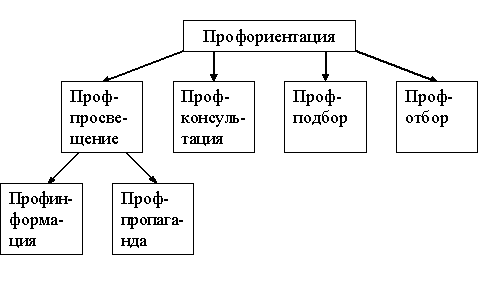 Профориентация
Проф-
просве-
щение
Проф-
консуль-
тация
Проф-
подбор
Проф-
отбор
Профин-
форма-
ция
Проф-
пропага-
нда